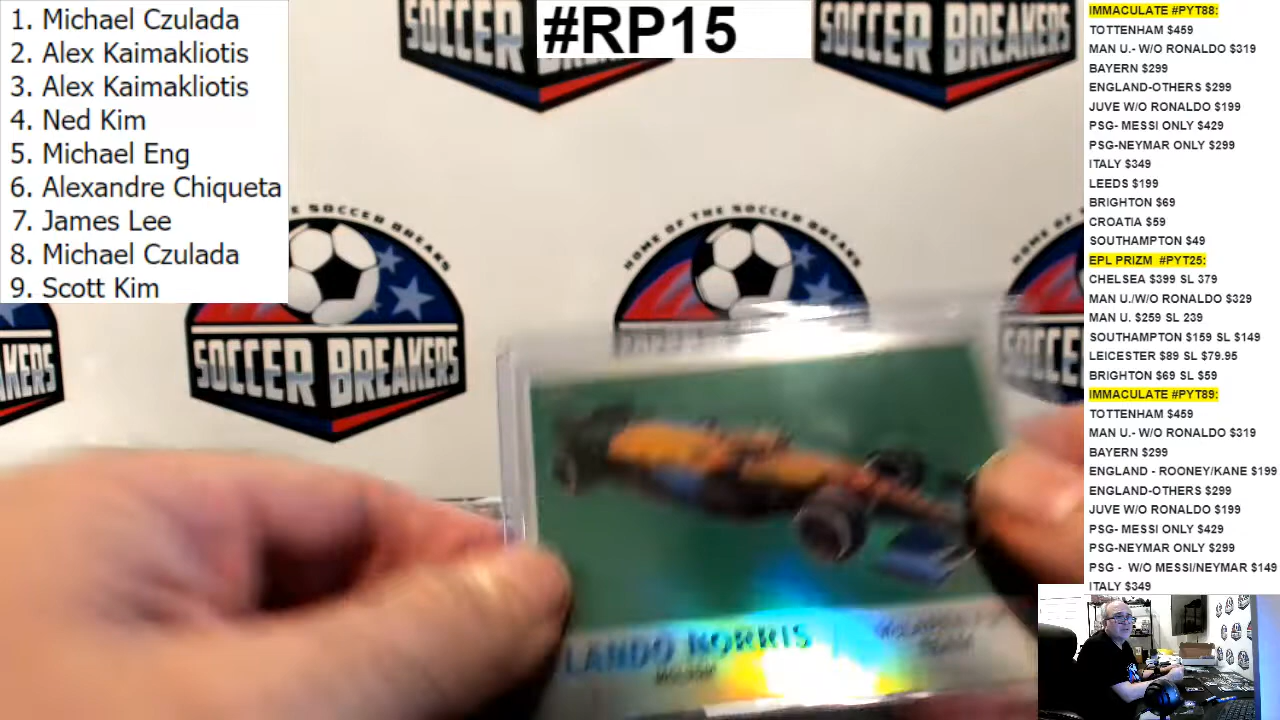 1. Michael Czulada
2. Alex Kaimakliotis
3. Alex Kaimakliotis
4. Ned Kim
5. Michael Eng
6. Alexandre Chiqueta
7. James Lee
8. Michael Czulada
9. Scott Kim
#RP15
SOCCER BREAKERS
SOCCER BREAKERS
HOME OF THE SOCCER BREAKS
E SOCCER BREAKS
KERS
SOCCER BREAKERS
LANDO NORRIS
IMMACULATE #PYT88:
TOTTENHAM $459
MAN U.- W/O RONALDO $319
BAYERN $299
ENGLAND-OTHERS $299
JUVE W/O RONALDO $199
PSG- MESSI ONLY $429
PSG-NEYMAR ONLY $299
ITALY $349
LEEDS $199
BRIGHTON $69
CROATIA $59
SOUTHAMPTON $49
EPL PRIZM #PYT25:
CHELSEA $399 SL 379
MAN U./W/O RONALDO $329
MAN U. $259 SL 239
SOUTHAMPTON $159 SL $149
LEICESTER $89 SL $79.95
BRIGHTON $69 SL $59
IMMACULATE #PYT89:
TOTTENHAM $459
MAN U.- W/O RONALDO $319
BAYERN $299
ENGLAND - ROONEY/KANE $199
ENGLAND-OTHERS $299
JUVE W/O RONALDO $199
PSG- MESSI ONLY $429
PSG-NEYMAR ONLY $299
PSG - W/O MESSI/NEYMAR $149
ITALY $349